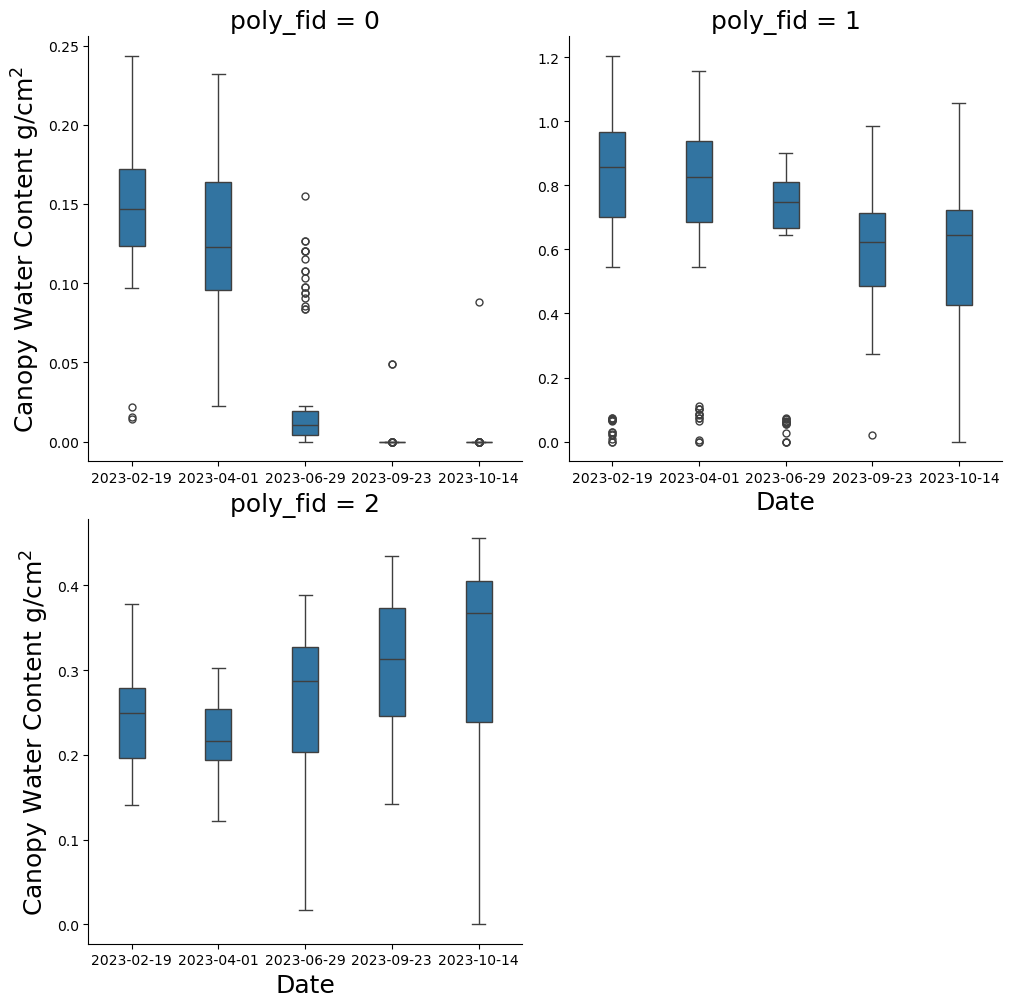 poly_fid = 0
Canopy Water Content g/cm²
0.25
0.20
0.15
0.10
0.05
0.00
2023-02-19 2023-04-01 2023-06-29 2023-09-23 2023-10-14
poly_fid = 1
1.2
1.0
0.8
0.6
0.4
0.2
0.0
2023-02-19 2023-04-01 2023-06-29 2023-09-23 2023-10-14
Date
poly_fid = 2
Canopy Water Content g/cm²
0.4
0.3
0.2
0.1
0.0
2023-02-19 2023-04-01 2023-06-29 2023-09-23 2023-10-14
Date